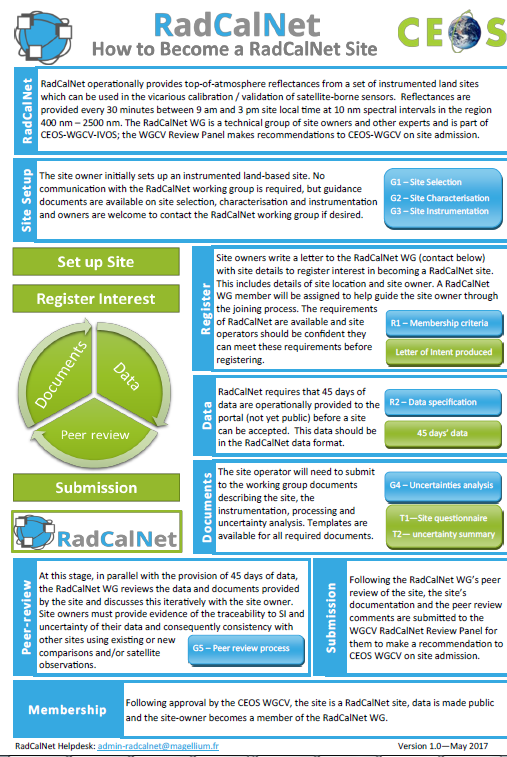 RadCalNet
How to Become a RadCalNet Site
CEOS
RadCalNet
RadCalNet operationally provides top-of-atmosphere reflectances from a set of instrumented land sites
which can be used in the vicarious calibration / validation of satellite-borne sensors. Reflectances are
provided every 30 minutes between 9 am and 3 pm site local time at 10 nm spectral intervals in the region
400 nm – 2500 nm. The RadCalNet WG is a technical group of site owners and other experts and is part of
CEOS-WGCV-IVOS; the WGCV Review Panel makes recommendations to CEOS-WGCV on site admission.
Site Setup
The site owner initially sets up an instrumented land-based site. No
communication with the RadCalNet working group is required, but guidance
documents are available on site selection, characterisation and instrumentation
and owners are welcome to contact the RadCalNet working group if desired.
G1 – Site Selection
G2 – Site Characterisation
G3 – Site Instrumentation
Set up Site
Register Interest
Documents
Data
Peer review
Submission
RadCalNet
Register
Site owners write a letter to the RadCalNet WG (contact below)
with site details to register interest in becoming a RadCalNet site.
This includes details of site location and site owner. A RadCalNet
WG member will be assigned to help guide the site owner through
the joining process. The requirements
of RadCalNet are available and site
operators should be confident they
can meet these requirements before
registering.
R1 – Membership criteria
Letter of Intent produced
Data
RadCalNet requires that 45 days of
data are operationally provided to the
portal (not yet public) before a site
can be accepted. This data should be
in the RadCalNet data format.
R2 – Data specification
45 days' data
Documents
The site operator will need to submit
to the working group documents
describing the site, the
instrumentation, processing and
uncertainty analysis. Templates are
available for all required documents.
G4 – Uncertainties analysis
T1—Site questionnaire
T2— uncertainty summary
Peer-review
At this stage, in parallel with the provision of 45 days of data,
the RadCalNet WG reviews the data and documents provided
by the site and discusses this iteratively with the site owner.
Site owners must provide evidence of the traceability to SI and
uncertainty of their data and consequently consistency with
other sites using existing or new
comparisons and/or satellite
observations.
G5 – Peer review process
Submission
Following the RadCalNet WG's peer
review of the site, the site's
documentation and the peer review
comments are submitted to the
WGCV RadCalNet Review Panel for
them to make a recommendation to
CEOS WGCV on site admission.
Membership
Following approval by the CEOS WGCV, the site is a RadCalNet site, data is made public
and the site-owner becomes a member of the RadCalNet WG.
RadCalNet Helpdesk: admin-radcalnet@magellium.fr
Version 1.0—May 2017